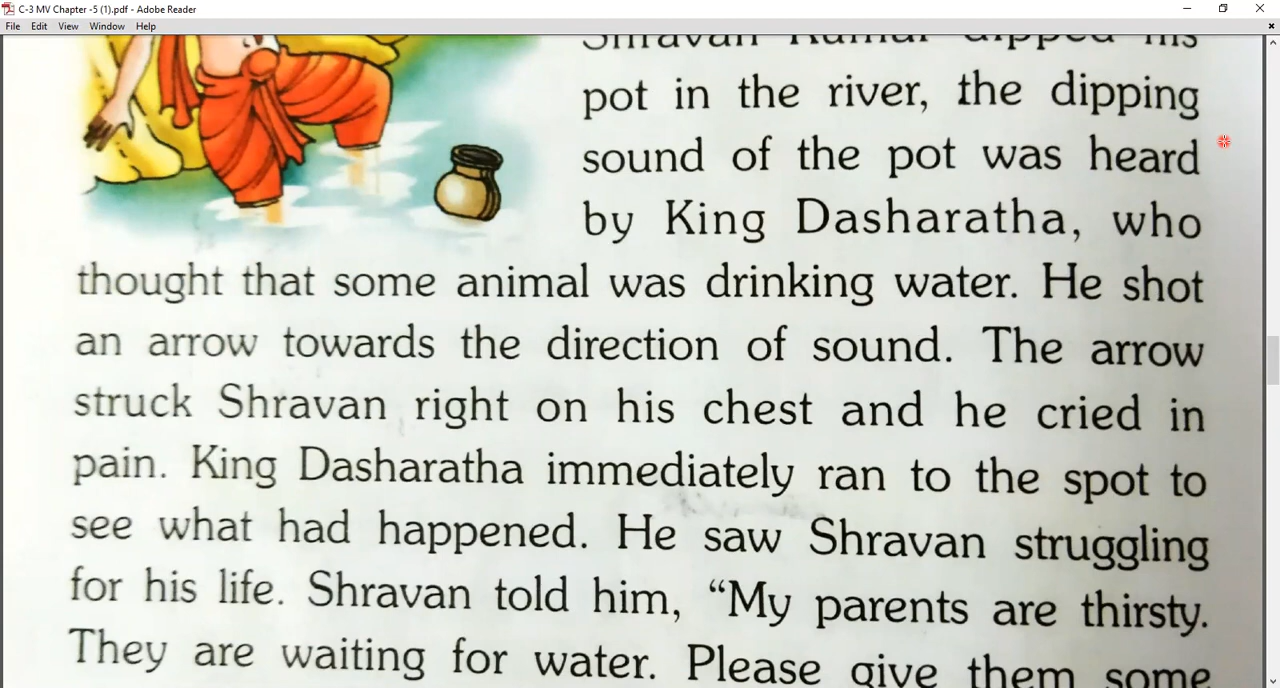 C-3 MV Chapter -5 (1).pdf - Adobe Reader
File Edit View Window Help
Shravan Kumar dipped his
pot in the river, the dipping
sound of the pot was heard
by King Dasharatha, who
thought that some animal was drinking water. He shot
an arrow towards the direction of sound. The arrow
struck Shravan right on his chest and he cried in
pain. King Dasharatha immediately ran to the spot to
see what had happened. He saw Shravan struggling
for his life. Shravan told him, “My parents are thirsty.
They are waiting for water. Please give them some